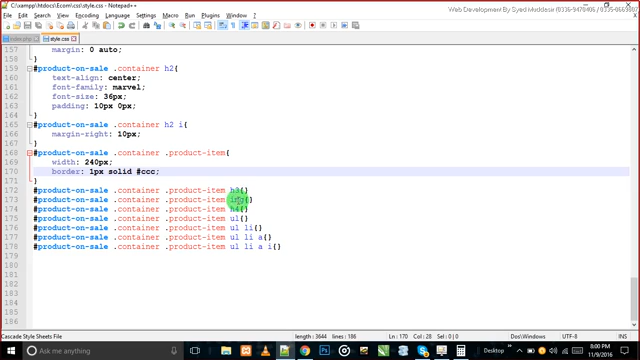 C:\xampp\htdocs\Ecom\css\style.css - Notepad++
Web Development By Syed Moddasir
File Edit Search View Encoding Language Settings Macro Run Plugins Window ?
index.php style.css
157 margin: 0 auto;
158 }
159 #product-on-sale .container h2{
160 text-align: center;
161 font-family: marvel;
162 font-size: 36px;
163 padding: 10px 0px;
164 }
165 #product-on-sale .container h2 i{
166 margin-right: 10px;
167 }
168 #product-on-sale .container .product-item{
169 width: 240px;
170 border: 1px solid #ccc;
171 }
172 #product-on-sale .container .product-item h3{}
173 #product-on-sale .container .product-item img{}
174 #product-on-sale .container .product-item h4{}
175 #product-on-sale .container .product-item ul{}
176 #product-on-sale .container .product-item ul li{}
177 #product-on-sale .container .product-item ul li a{}
178 #product-on-sale .container .product-item ul li a i{}
179
180
181
182
183
184
185
186
Cascade Style Sheets File length : 3644 lines : 186 Ln : 170 Col : 28 Sel : 0 | 0 Dos\Windows UTF-8 INS
Ask me anything Desktop 8:00 PM
11/9/2016